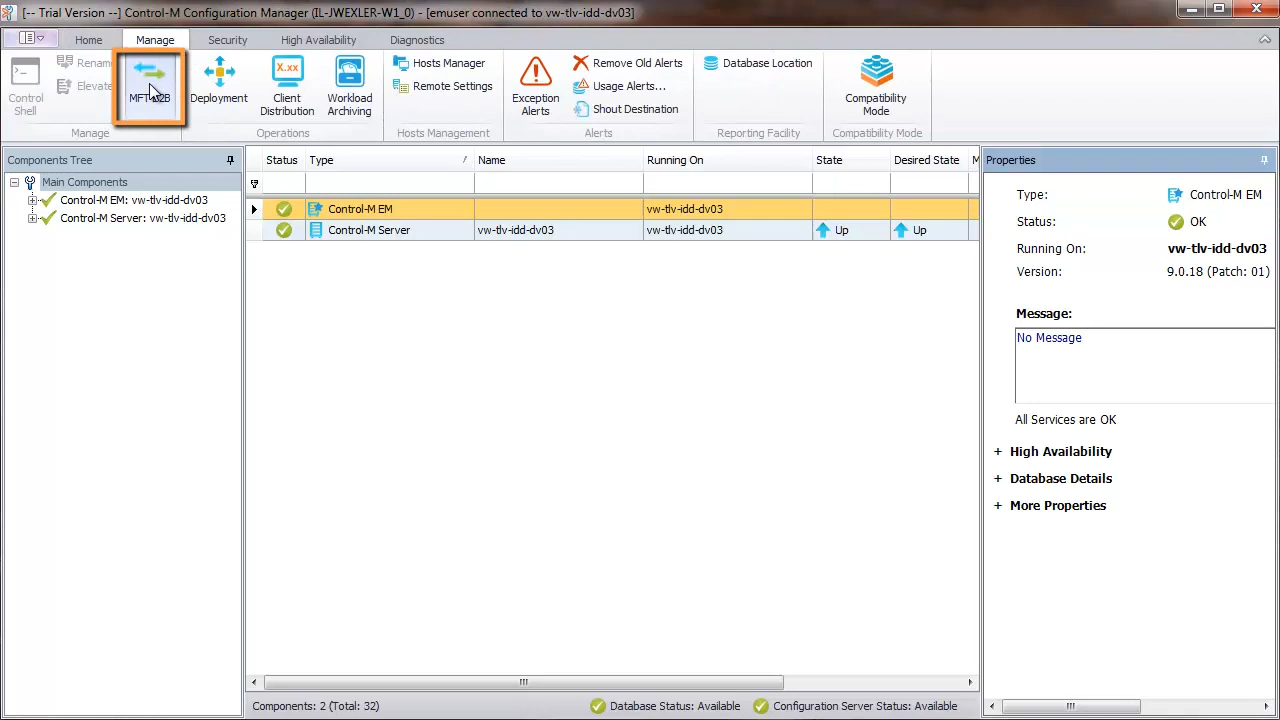 [-- Trial Version --] Control-M Configuration Manager (IL-JWEXLER-W1_0) - [emuser connected to vw-tlv-idd-dv03]
Home
Manage
Security
High Availability
Diagnostics
Control
Shell
Elevate
Manage
Deployment
Client
Distribution
Workload
Archiving
Operations
Hosts Manager
Remote Settings
Hosts Management
Exception
Alerts
Remove Old Alerts
Usage Alerts...
Shout Destination
Alerts
Database Location
Reporting Facility
Compatibility
Mode
Compatibility Mode
X.xx
Components Tree
Main Components
Control-M EM: vw-tlv-idd-dv03
Control-M Server: vw-tlv-idd-dv03
Status Type Name Running On State Desired State M
Control-M EM vw-tlv-idd-dv03
Control-M Server vw-tlv-idd-dv03 vw-tlv-idd-dv03 Up Up
Components: 2 (Total: 32) Database Status: Available Configuration Server Status: Available
Properties
Type: Control-M EM
Status: OK
Running On: vw-tlv-idd-dv03
Version: 9.0.18 (Patch: 01)
Message:
No Message
All Services are OK
+ High Availability
+ Database Details
+ More Properties